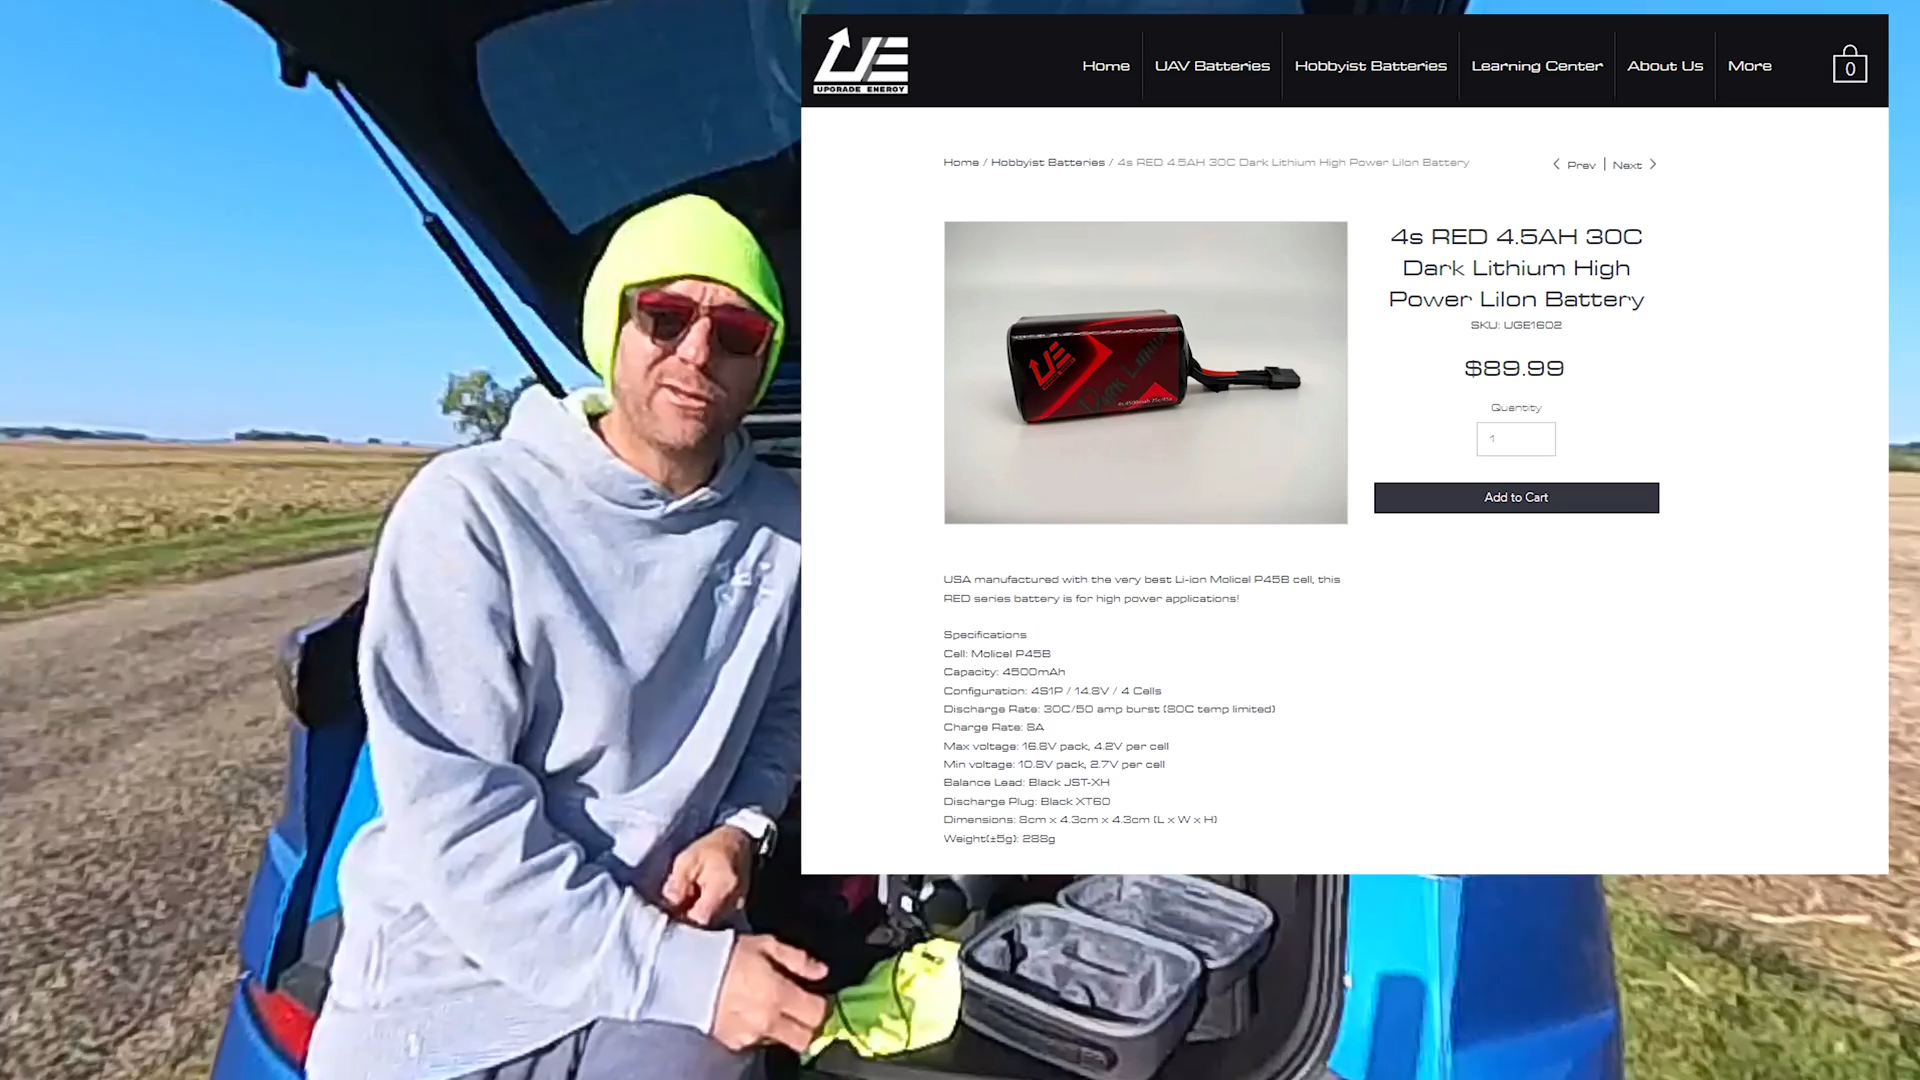 UE
UPGRADE ENERGY
Home
UAV Batteries
Hobbyist Batteries
Learning Center
About Us
More
0
Home / Hobbyist Batteries / 4s RED 4.5AH 30C Dark Lithium High Power LiIon Battery
Prev | Next
4s RED 4.5AH 30C
Dark Lithium High
Power LiIon Battery
SKU: UGE1602
$89.99
Quantity
1
Add to Cart
UE
Dark Lithium
USA manufactured with the very best Li-ion Molicel P45B cell, this
RED series battery is for high power applications!
Specifications
Cell: Molicel P45B
Capacity: 4500mAh
Configuration: 4S1P / 14.8V / 4 Cells
Discharge Rate: 30C/50 amp burst (80C temp limited)
Charge Rate: 8A
Max voltage: 16.8V pack, 4.2V per cell
Min voltage: 10.8V pack, 2.7V per cell
Balance Lead: Black JST-XH
Discharge Plug: Black XT60
Dimensions: 8cm x 4.3cm x 4.3cm (L x W x H)
Weight(±5g): 288g